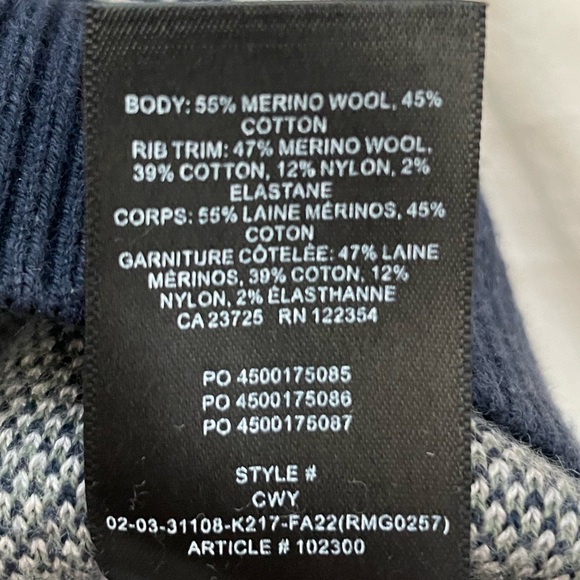 BODY: 55% MERINO WOOL, 45%
COTTON
RIB TRIM: 47% MERINO WOOL,
39% COTTON, 12% NYLON, 2%
ELASTANE
CORPS: 55% LAINE MÉRINOS, 45%
COTON
GARNITURE CÔTELÉE: 47% LAINE
MÉRINOS, 39% COTON, 12%
NYLON, 2% ÉLASTHANNE
CA 23725 RN 122354
PO 4500175085
PO 4500175086
PO 4500175087
STYLE #
CWY
02-03-31108-K217-FA22(RMG0257)
ARTICLE # 102300